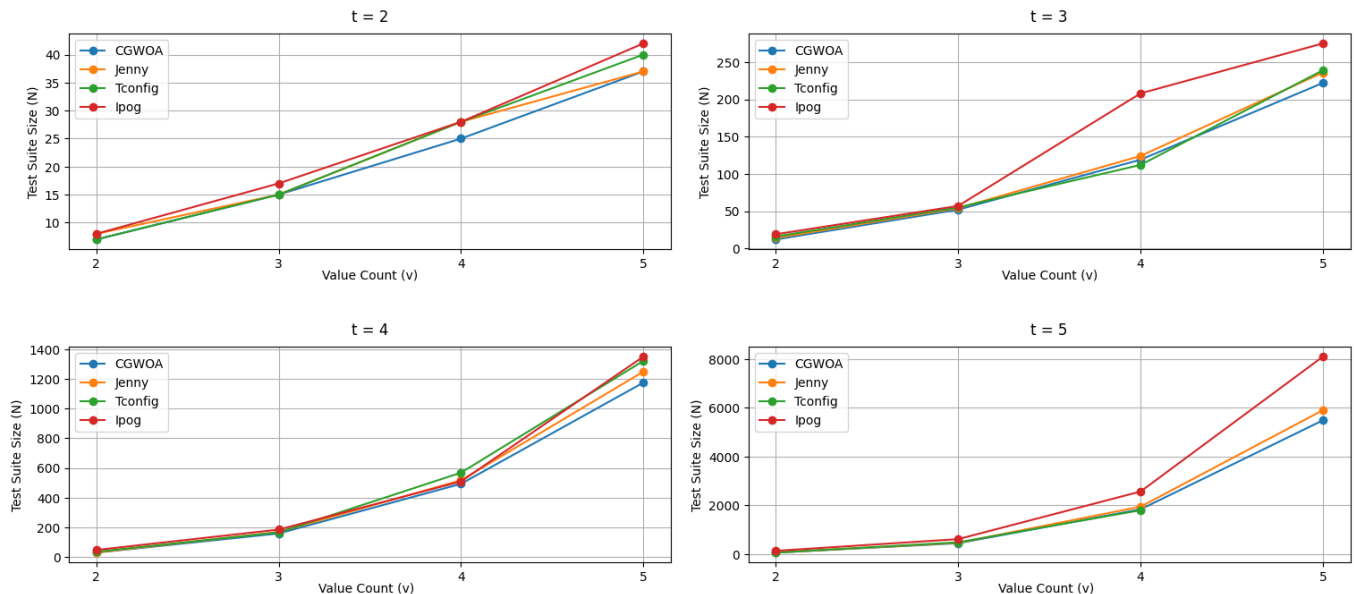 t = 2
CGWOA
Jenny
Tconfig
Ipog
Test Suite Size (N)
40
35
30
25
20
15
10
2
3
4
5
Value Count (v)
t = 3
CGWOA
Jenny
Tconfig
Ipog
Test Suite Size (N)
250
200
150
100
50
0
2
3
4
5
Value Count (v)
t = 4
CGWOA
Jenny
Tconfig
Ipog
Test Suite Size (N)
1400
1200
1000
800
600
400
200
0
2
3
4
5
Value Count (v)
t = 5
CGWOA
Jenny
Tconfig
Ipog
Test Suite Size (N)
8000
6000
4000
2000
0
2
3
4
5
Value Count (v)